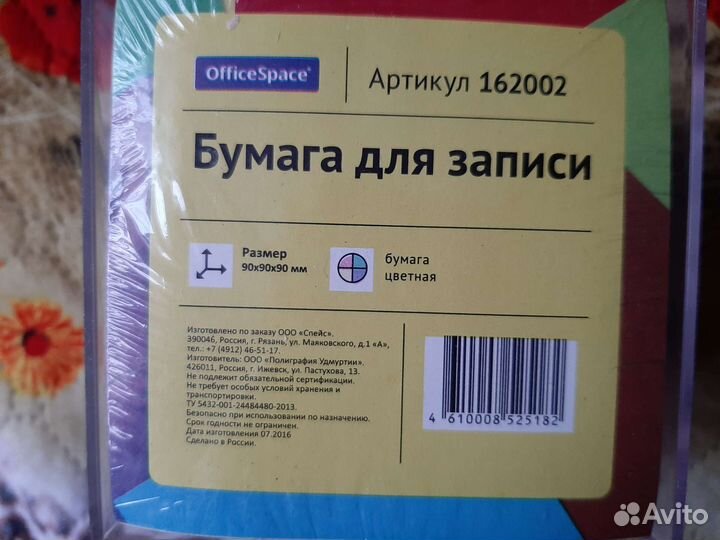 OfficeSpace®
Артикул 162002
Бумага для записи
Размер
90х90х90 мм
бумага
цветная
Изготовлено по заказу ООО «Спейс».
390046, Россия, г. Рязань, ул. Маяковского, д.1 «А»,
тел.: +7 (4912) 46-51-17.
Изготовитель: ООО «Полиграфия Удмуртии».
426011, Россия, г. Ижевск, ул. Пастухова, 13.
Не подлежит обязательной сертификации.
Не требует особых условий хранения и
транспортировки.
ТУ 5432-001-24484480-2013.
Безопасно при использовании по назначению.
Срок годности не ограничен.
Дата изготовления 07.2016
Сделано в России.
4 610008 525182
Avito